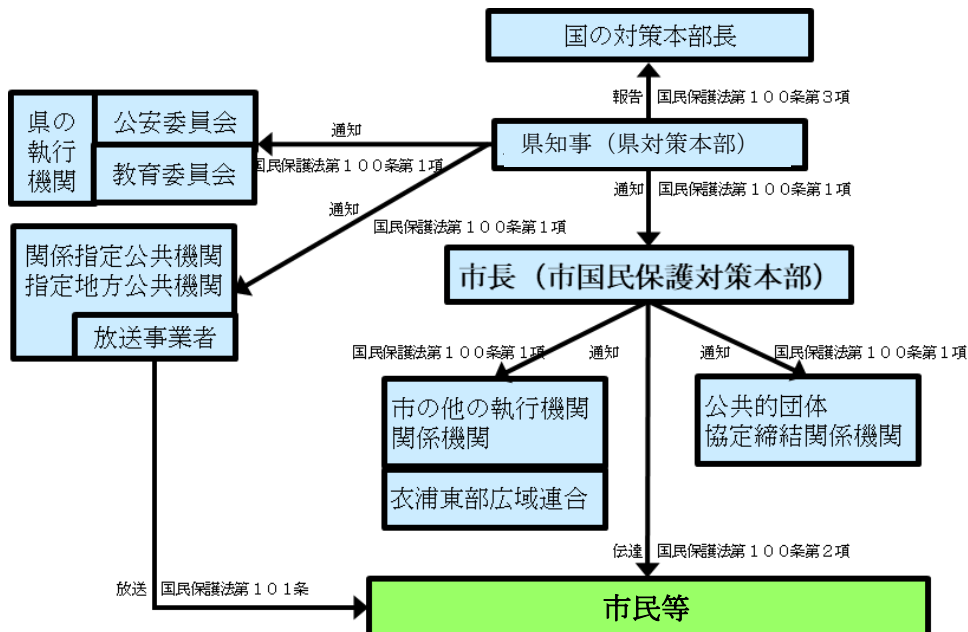 国の対策本部長
報告 国民保護法第１００条第３項
県の
執行
機関
公安委員会
教育委員会
通知
国民保護法第１００条第１項
県知事（県対策本部）
通知 国民保護法第１００条第１項
通知
国民保護法第１００条第１項
関係指定公共機関
指定地方公共機関
放送事業者
市長（市国民保護対策本部）
国民保護法第１００条第１項 通知
通知 国民保護法第１００条第１項
市の他の執行機関
関係機関
衣浦東部広域連合
公共的団体
協定締結関係機関
伝達 国民保護法第１００条第２項
放送 国民保護法第１０１条
市民等